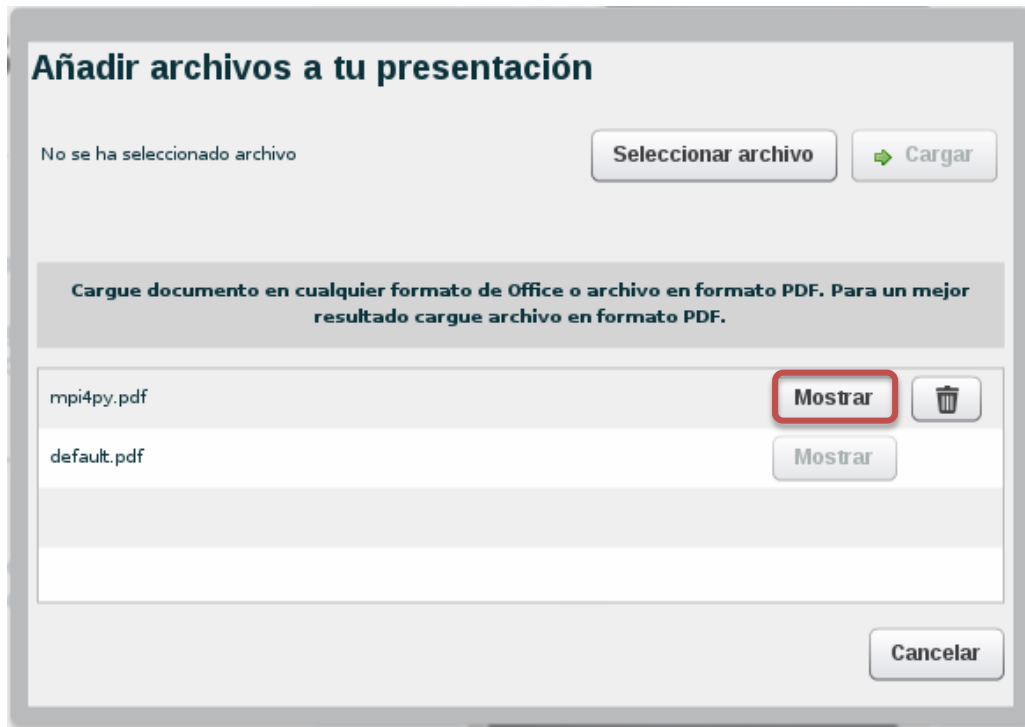 Añadir archivos a tu presentación
No se ha seleccionado archivo
Seleccionar archivo
Cargar
Cargue documento en cualquier formato de Office o archivo en formato PDF. Para un mejor
resultado cargue archivo en formato PDF.
mpi4py.pdf
Mostrar
default.pdf
Mostrar
Cancelar